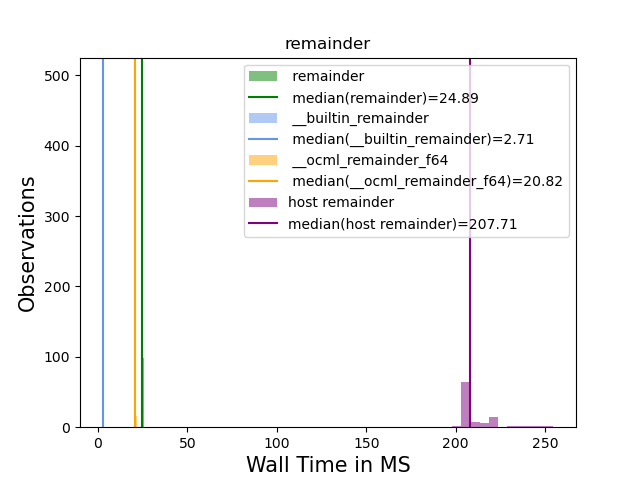 remainder
500
400
300
200
100
0
Observations
remainder
median(remainder)=24.89
__builtin_remainder
median(__builtin_remainder)=2.71
__ocml_remainder_f64
median(__ocml_remainder_f64)=20.82
host remainder
median(host remainder)=207.71
0 50 100 150 200 250
Wall Time in MS